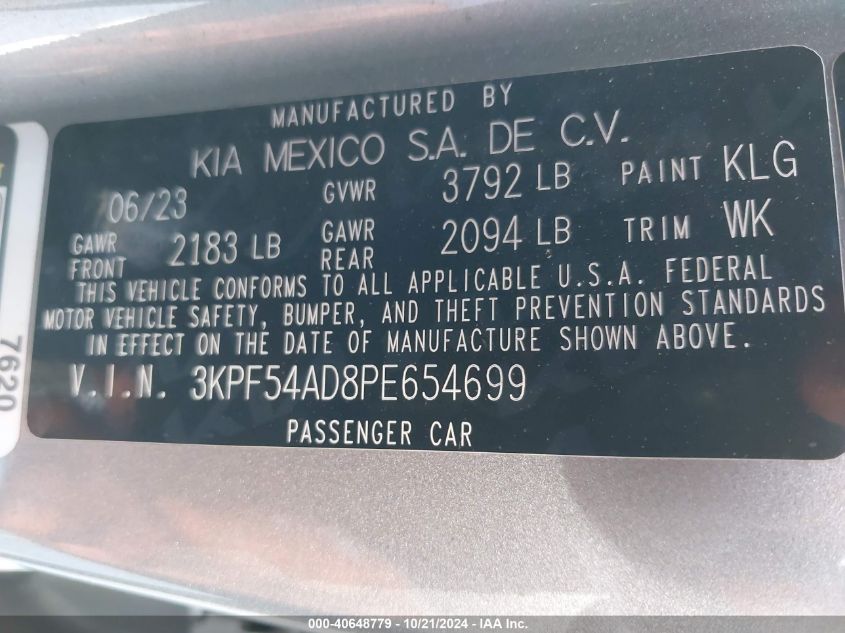 MANUFACTURED BY
KIA MEXICO S.A. DE C.V.
06/23 GVWR 3792 LB PAINT KLG
GAWR FRONT 2183 LB GAWR REAR 2094 LB TRIM WK
THIS VEHICLE CONFORMS TO ALL APPLICABLE U.S.A. FEDERAL
MOTOR VEHICLE SAFETY, BUMPER, AND THEFT PREVENTION STANDARDS
IN EFFECT ON THE DATE OF MANUFACTURE SHOWN ABOVE.
V.I.N. 3KPF54AD8PE654699
PASSENGER CAR
7620
000-40648779 - 10/21/2024 - IAA Inc.